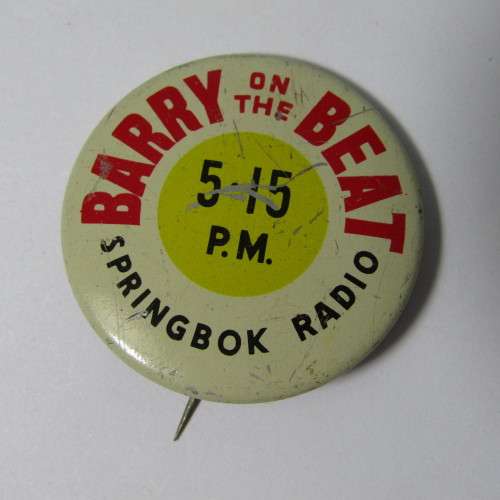 BARRY ON THE BEAT
5-15
P.M.
SPRINGBOK RADIO